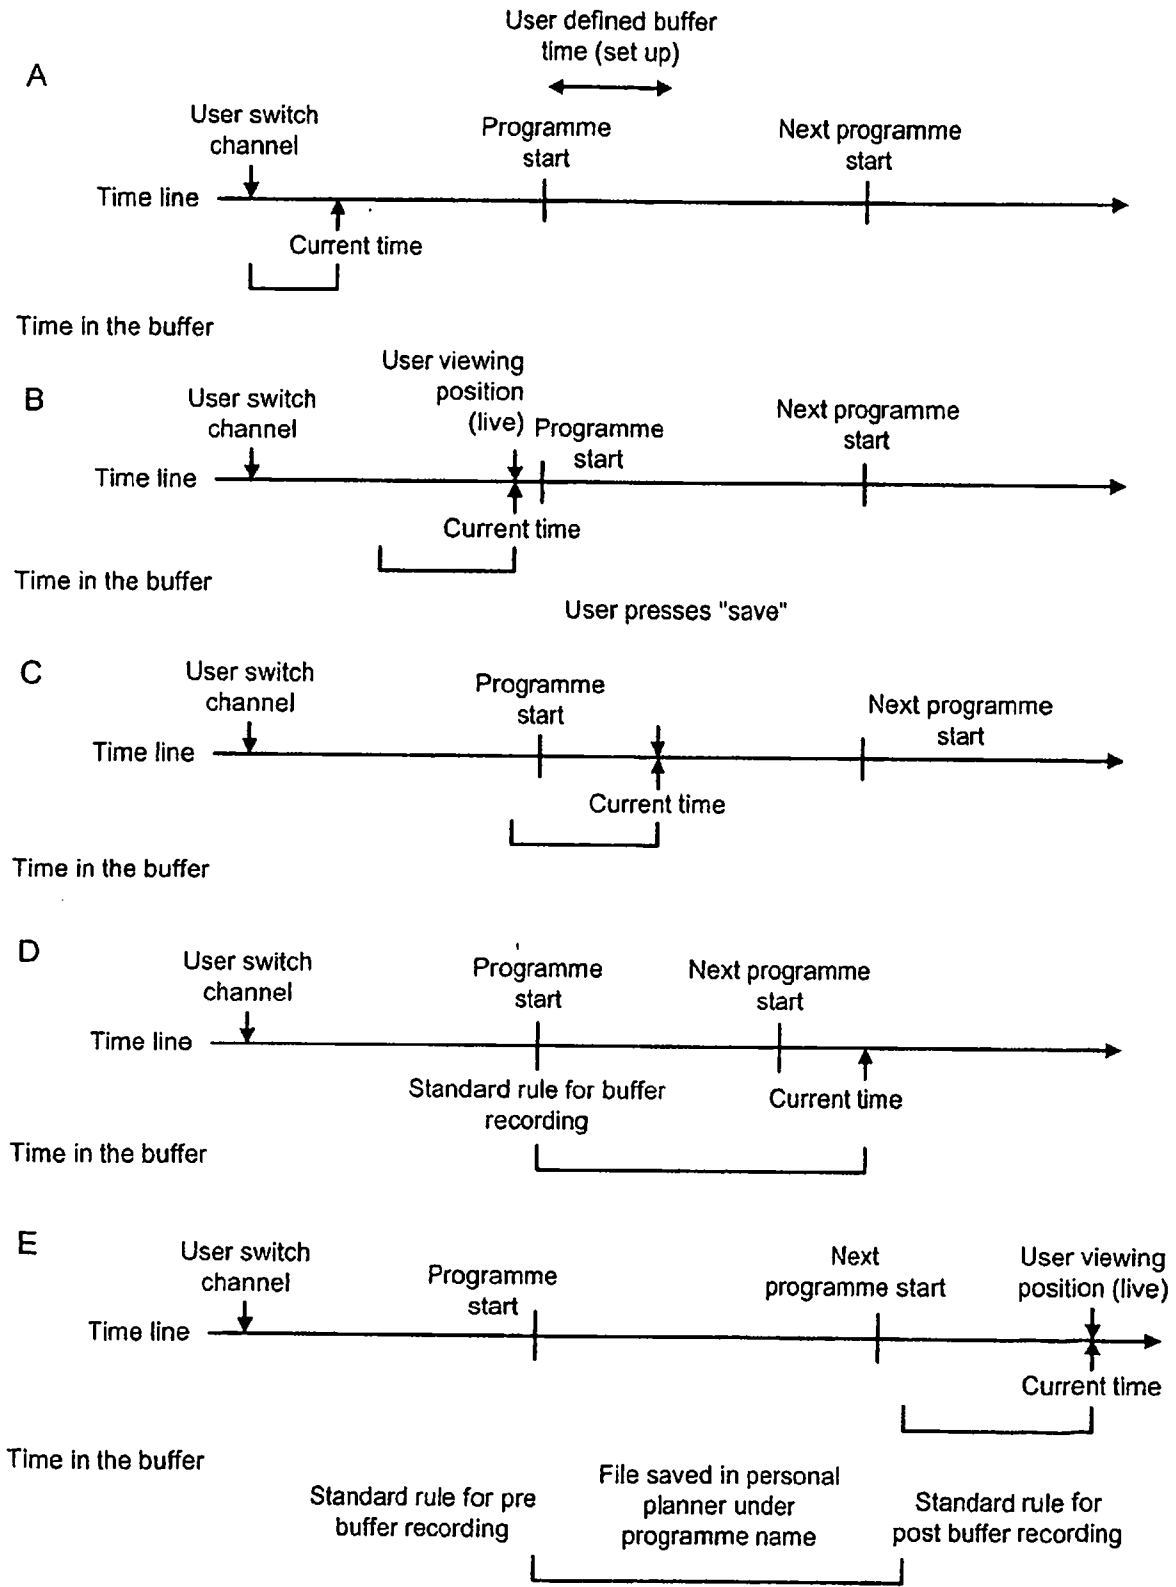 User defined buffer
time (set up)
A
User switch
channel
Programme
start
Next programme
start
Time line
Current time
Time in the buffer
B
User switch
channel
User viewing
position
(live)
Programme
start
Next programme
start
Time line
Current time
Time in the buffer
User presses "save"
C
User switch
channel
Programme
start
Next programme
start
Time line
Current time
Time in the buffer
D
User switch
channel
Programme
start
Next programme
start
Time line
Standard rule for buffer
recording
Current time
Time in the buffer
E
User switch
channel
Programme
start
Next
programme start
User viewing
position (live)
Time line
Current time
Time in the buffer
Standard rule for pre
buffer recording
File saved in personal
planner under
programme name
Standard rule for
post buffer recording